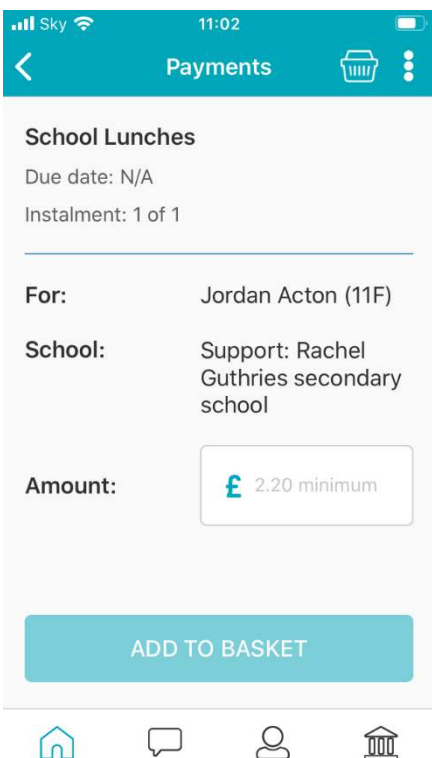 Sky 11:02
Payments
School Lunches
Due date: N/A
Instalment: 1 of 1
For: Jordan Acton (11F)
School: Support: Rachel
Guthries secondary
school
Amount: £ 2.20 minimum
ADD TO BASKET